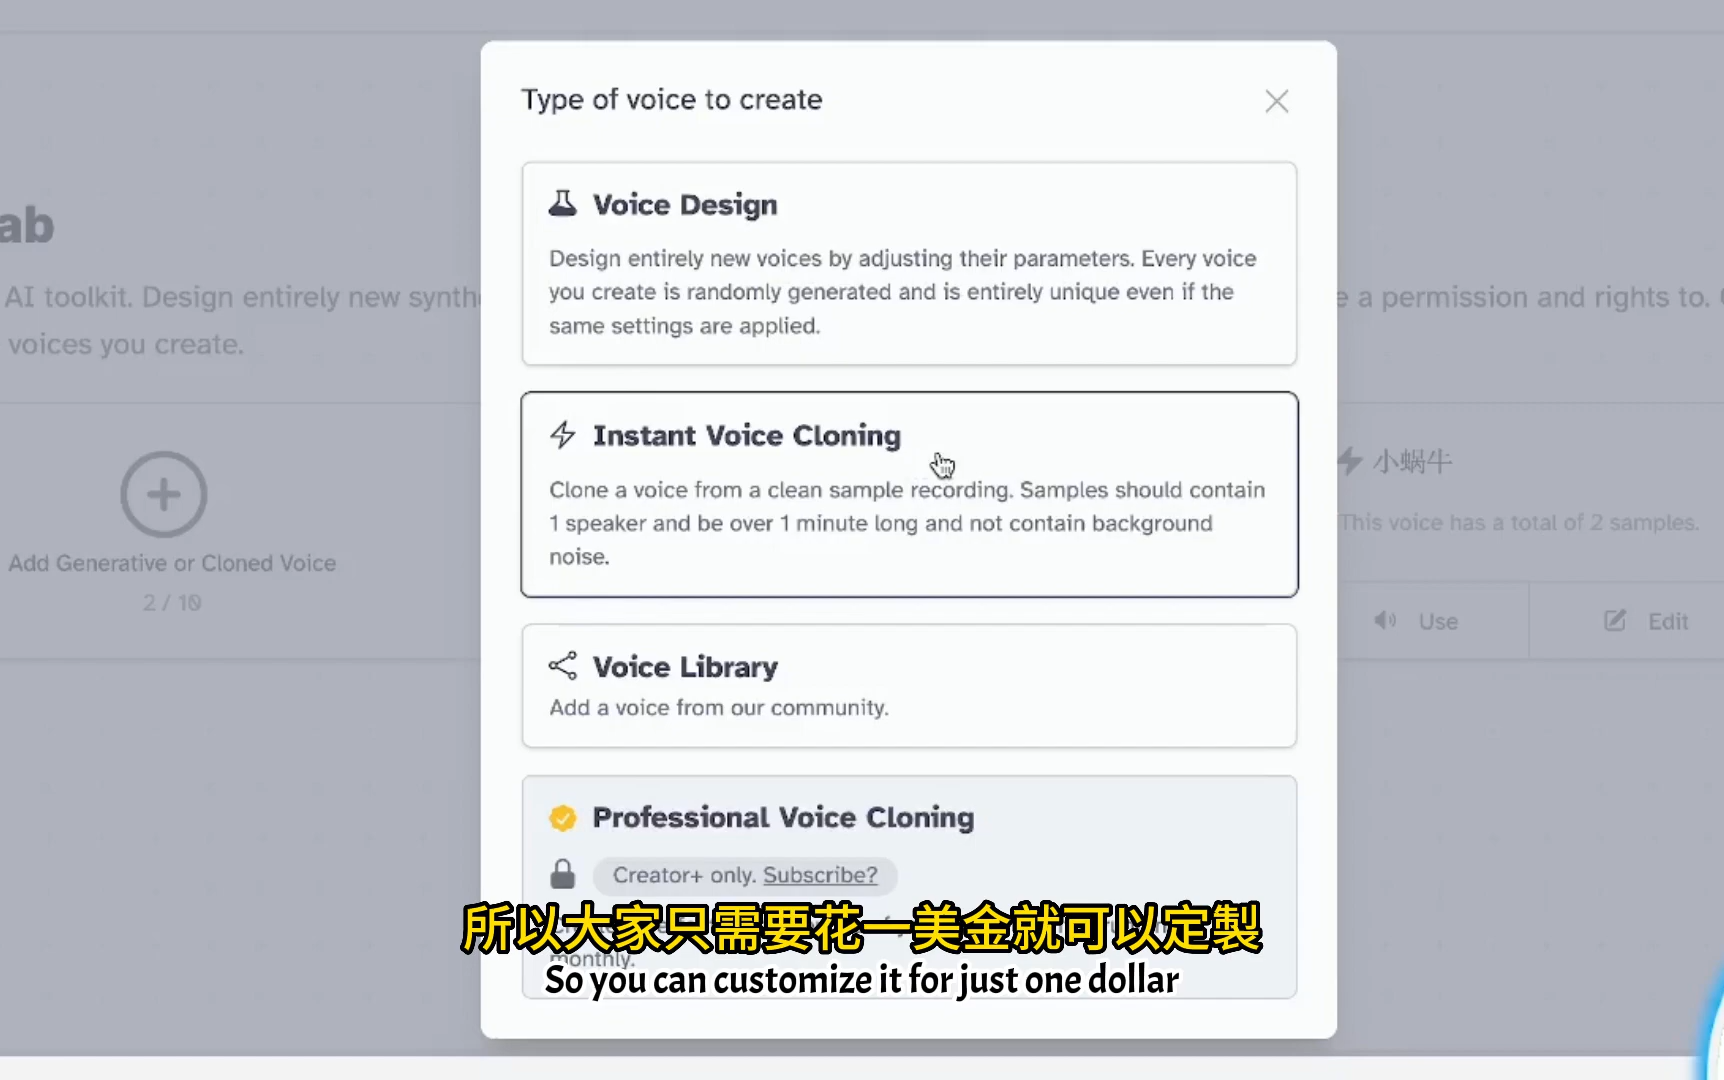 Type of voice to create
Voice Design
Design entirely new voices by adjusting their parameters. Every voice
you create is randomly generated and is entirely unique even if the
same settings are applied.
ab
AI toolkit. Design entirely new synth
e a permission and rights to.
voices you create.
Instant Voice Cloning
Clone a voice from a clean sample recording. Samples should contain
1 speaker and be over 1 minute long and not contain background
noise.
Add Generative or Cloned Voice
2 / 10
小蜗牛
This voice has a total of 2 samples.
Use
Edit
Voice Library
Add a voice from our community.
Professional Voice Cloning
Creator+ only. Subscribe?
monthly.
所以大家只需要花一美金就可以定製
So you can customize it for just one dollar